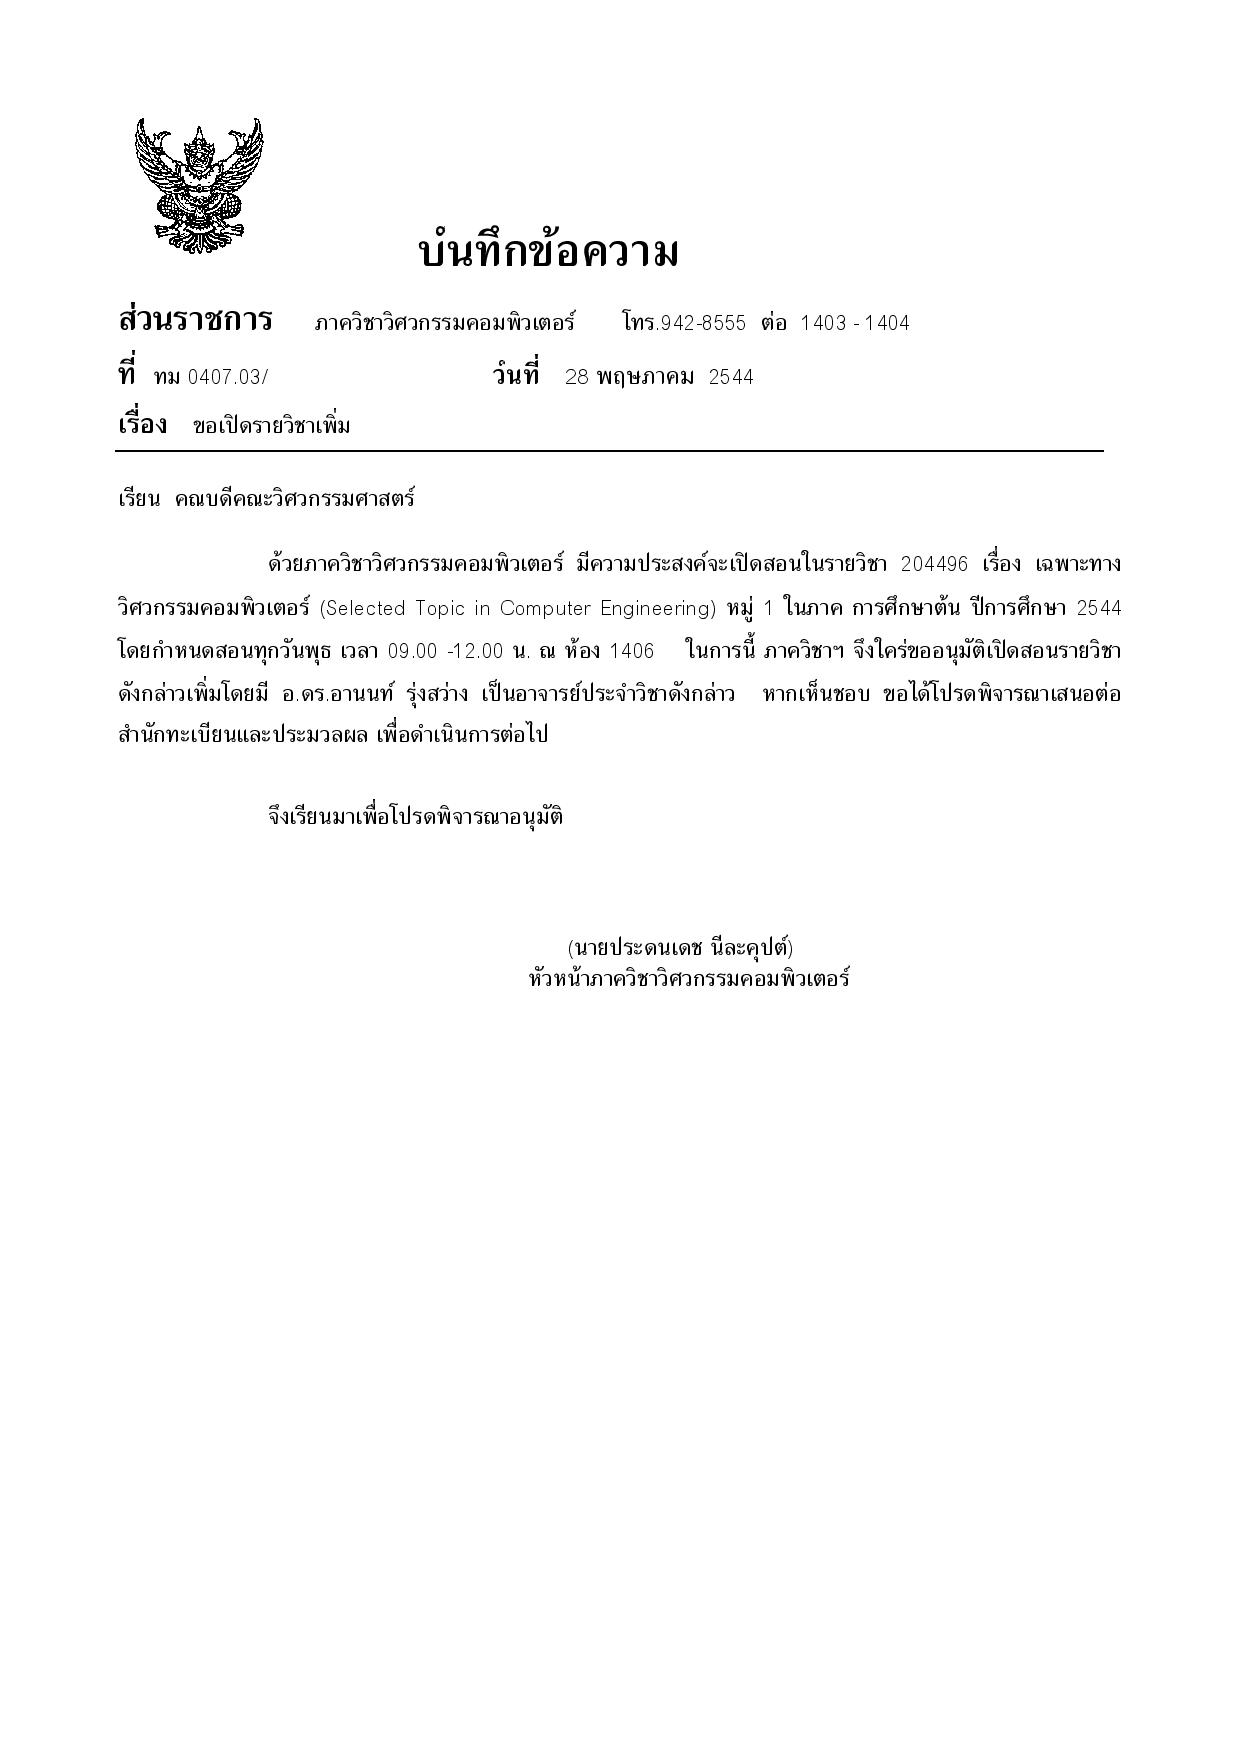 บันทึกข้อความ
ส่วนราชการ ภาควิชาวิศวกรรมคอมพิวเตอร์ โทร.942-8555 ต่อ 1403 - 1404
ที่ ทม 0407.03/ วันที่ 28 พฤษภาคม 2544
เรื่อง ขอเปิดรายวิชาเพิ่ม
เรียน คณบดีคณะวิศวกรรมศาสตร์
ด้วยภาควิชาวิศวกรรมคอมพิวเตอร์ มีความประสงค์จะเปิดสอนในรายวิชา 204496 เรื่อง เฉพาะทาง
วิศวกรรมคอมพิวเตอร์ (Selected Topic in Computer Engineering) หมู่ 1 ในภาค การศึกษาต้น ปีการศึกษา 2544
โดยกำหนดสอนทุกวันพุธ เวลา 09.00 -12.00 น. ณ ห้อง 1406 ในการนี้ ภาควิชาฯ จึงใคร่ขออนุมัติเปิดสอนรายวิชา
ดังกล่าวเพิ่มโดยมี อ.ดร.อานนท์ รุ่งสว่าง เป็นอาจารย์ประจำวิชาดังกล่าว หากเห็นชอบ ขอได้โปรดพิจารณาเสนอต่อ
สำนักทะเบียนและประมวลผล เพื่อดำเนินการต่อไป
จึงเรียนมาเพื่อโปรดพิจารณาอนุมัติ
(นายประดนเดช นีละคุปต์)
หัวหน้าภาควิชาวิศวกรรมคอมพิวเตอร์